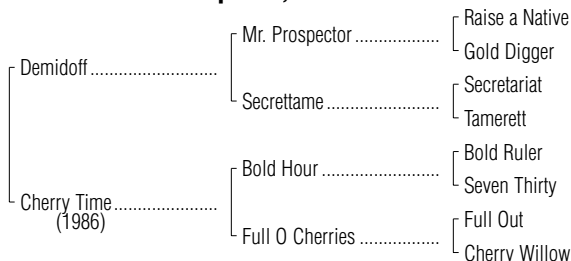 Raise a Native
Mr. Prospector ........................
Gold Digger
Demidoff ...........................
Secretariat
Secrettame ...........................
Tamerett
Bold Ruler
Bold Hour ............................
Seven Thirty
Cherry Time ......................
(1986)
Full Out
Full O Cherries ...................
Cherry Willow